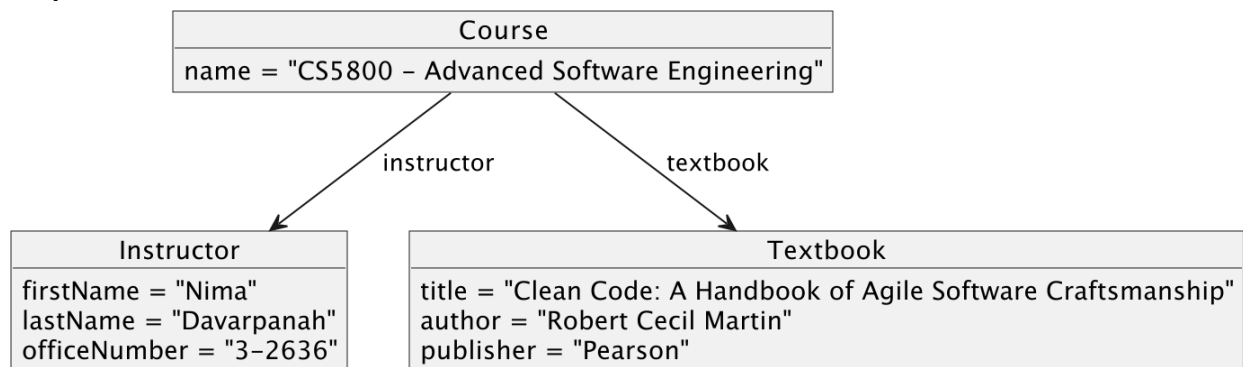 Course
name = "CS5800 – Advanced Software Engineering"
instructor
textbook
Instructor
firstName = "Nima"
lastName = "Davarpanah"
officeNumber = "3–2636"
Textbook
title = "Clean Code: A Handbook of Agile Software Craftsmanship"
author = "Robert Cecil Martin"
publisher = "Pearson"